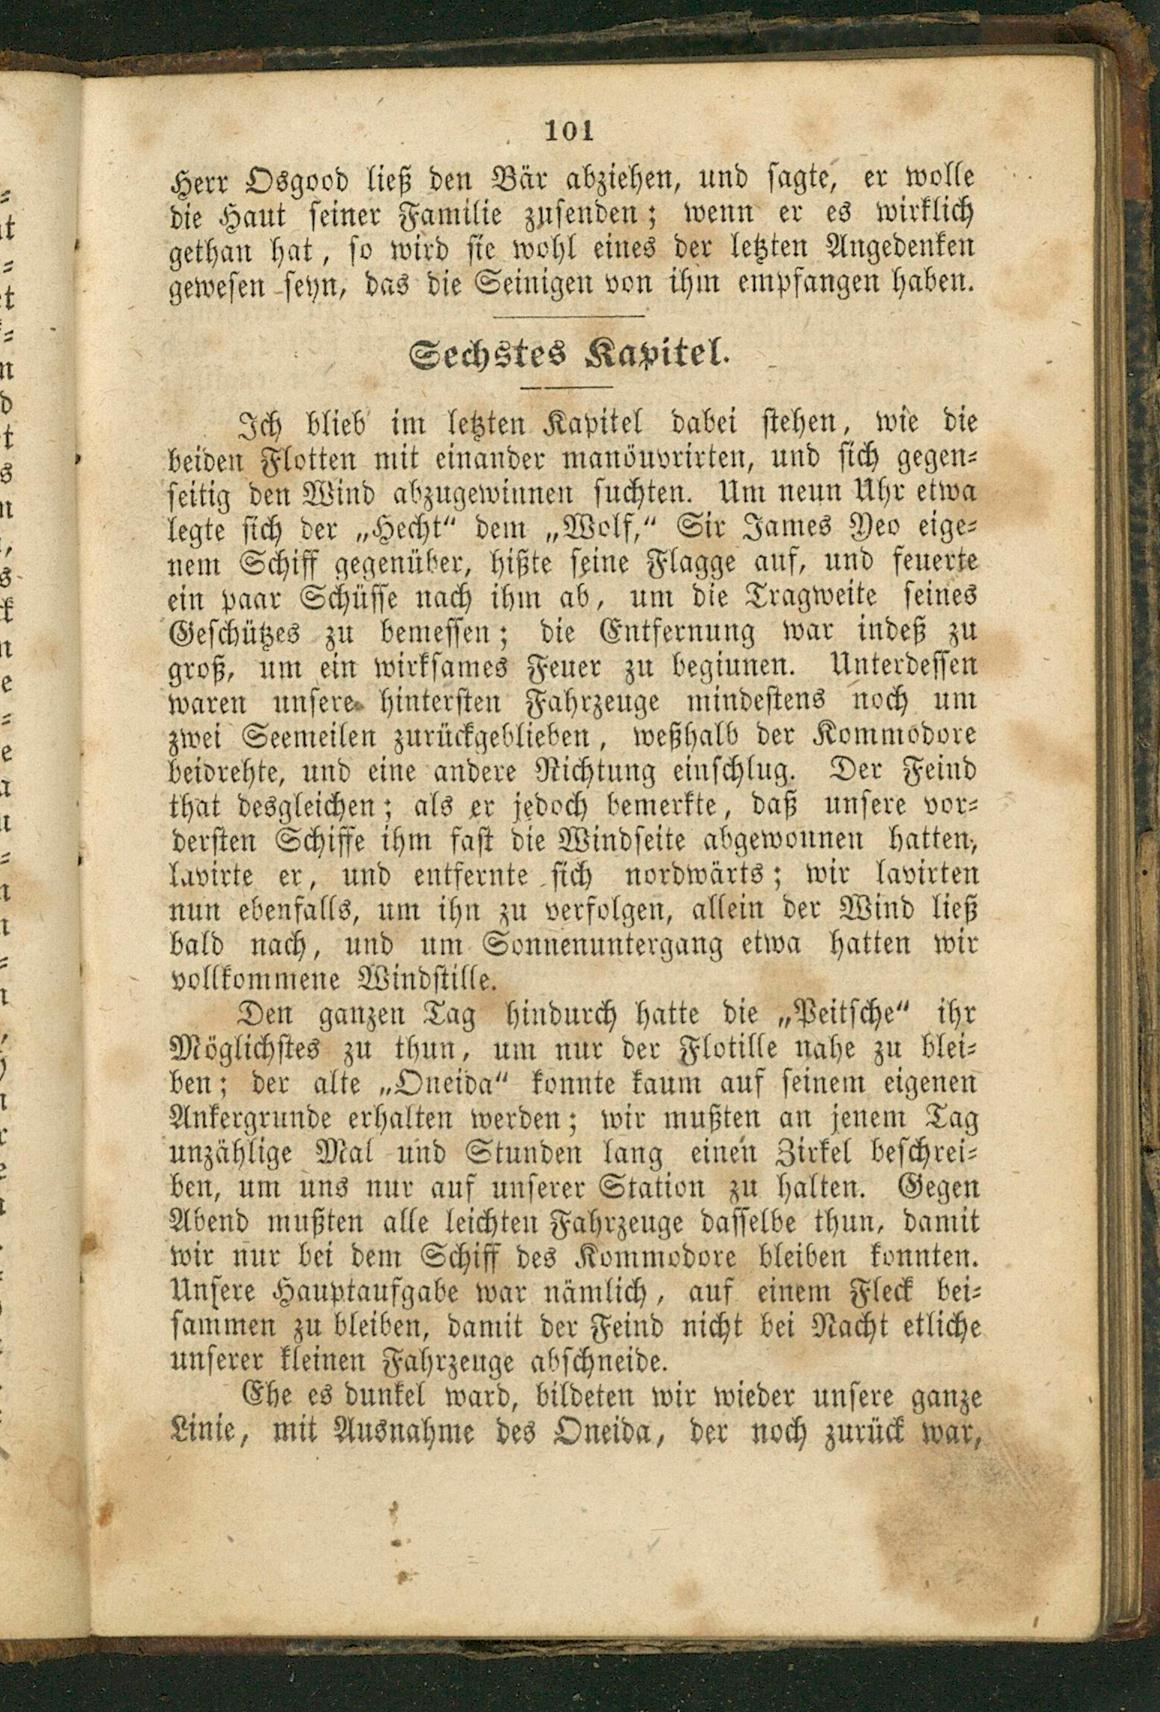 101
Herr Osgood ließ den Bär abziehen, und sagte, er wolle
die Haut seiner Familie zusenden; wenn er es wirklich
gethan hat, so wird sie wohl eines der letzten Angedenken
gewesen seyn, das die Seinigen von ihm empfangen haben.
Sechstes Kapitel.
Ich blieb im letzten Kapitel dabei stehen, wie die
beiden Flotten mit einander manöuvrirten, und sich gegen-
seitig den Wind abzugewinnen suchten. Um neun Uhr etwa
legte sich der „Hecht“ dem „Wolf,“ Sir James Yeo eige-
nem Schiff gegenüber, hißte seine Flagge auf, und feuerte
ein paar Schüsse nach ihm ab, um die Tragweite seines
Geschützes zu bemessen; die Entfernung war indeß zu
groß, um ein wirksames Feuer zu beginnen. Unterdessen
waren unsere hintersten Fahrzeuge mindestens noch um
zwei Seemeilen zurückgeblieben, weßhalb der Kommodore
beidrehte, und eine andere Richtung einschlug. Der Feind
that desgleichen; als er jedoch bemerkte, daß unsere vor-
dersten Schiffe ihm fast die Windseite abgewonnen hatten,
lavirte er, und entfernte sich nordwärts; wir lavirten
nun ebenfalls, um ihn zu verfolgen, allein der Wind ließ
bald nach, und um Sonnenuntergang etwa hatten wir
vollkommene Windstille.
Den ganzen Tag hindurch hatte die „Peitsche“ ihr
Möglichstes zu thun, um nur der Flotille nahe zu blei-
ben; der alte „Oneida“ konnte kaum auf seinem eigenen
Ankergrunde erhalten werden; wir mußten an jenem Tag
unzählige Mal und Stunden lang einen Zirkel beschrei-
ben, um uns nur auf unserer Station zu halten. Gegen
Abend mußten alle leichten Fahrzeuge dasselbe thun, damit
wir nur bei dem Schiff des Kommodore bleiben konnten.
Unsere Hauptaufgabe war nämlich, auf einem Fleck bei-
sammen zu bleiben, damit der Feind nicht bei Nacht etliche
unserer kleinen Fahrzeuge abschneide.
Ehe es dunkel ward, bildeten wir wieder unsere ganze
Linie, mit Ausnahme des Oneida, der noch zurück war,